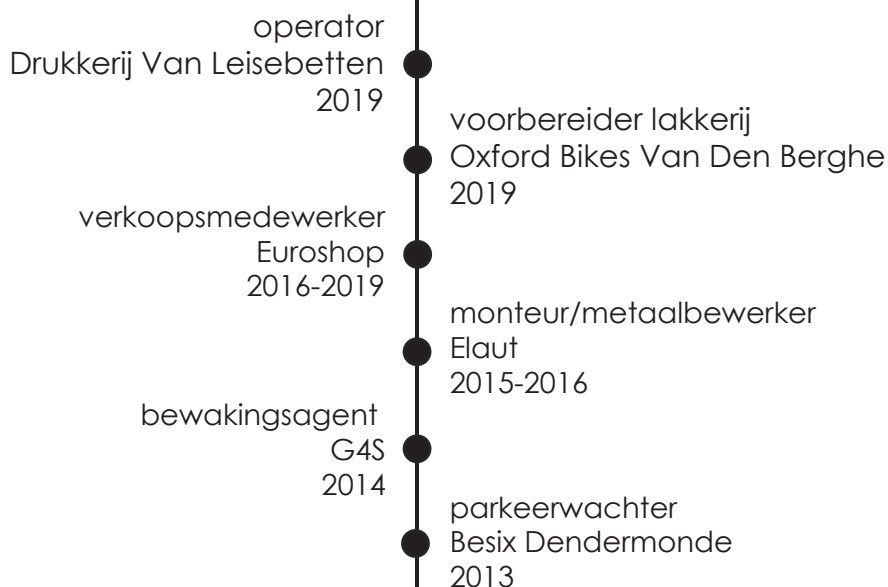 operator
Drukkerij Van Leisebetten
2019
voorbereider lakkerij
Oxford Bikes Van Den Berghe
2019
verkoopsmedewerker
Euroshop
2016-2019
monteur/metaalbewerker
Elaut
2015-2016
bewakingsagent
G4S
2014
parkeerwachter
Besix Dendermonde
2013